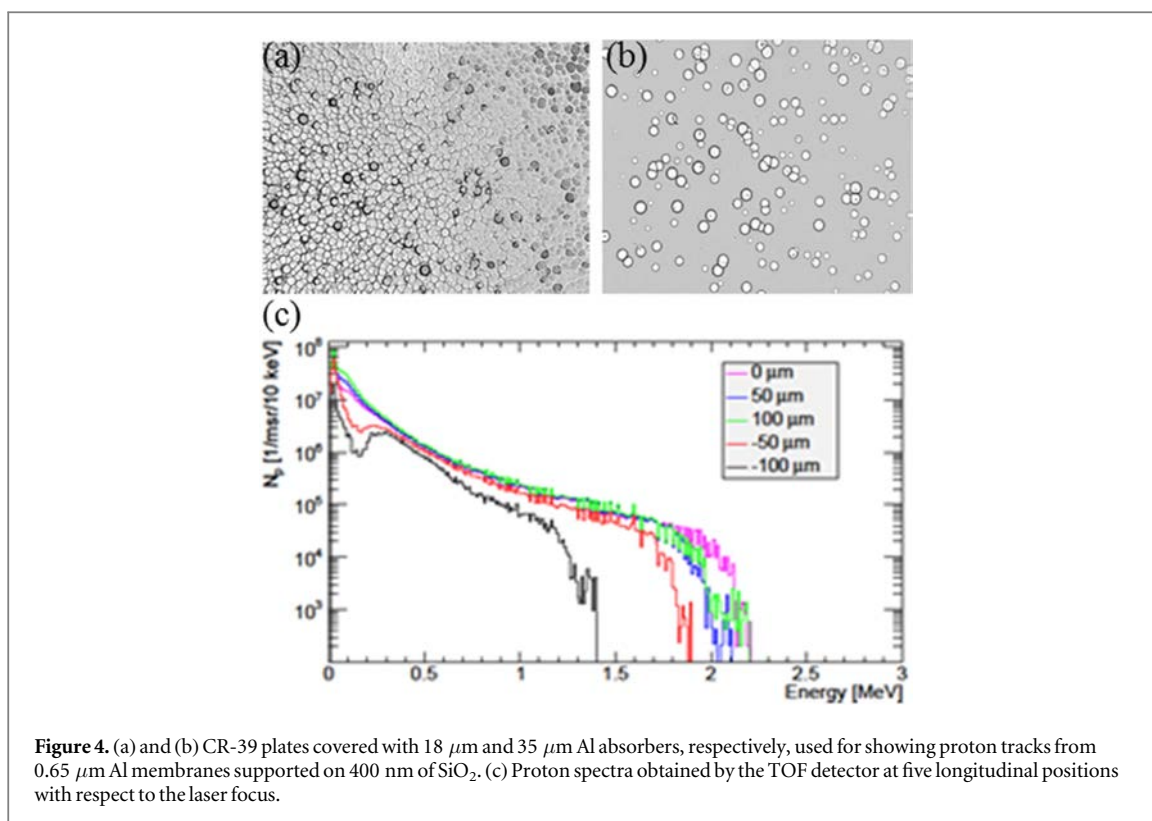 (a)
(b)
(c)
N_p [1/msr/10 keV]
10⁸
10⁷
10⁶
10⁵
10⁴
10³
0 μm
50 μm
100 μm
-50 μm
-100 μm
0 0.5 1 1.5 2 2.5 3
Energy [MeV]
Figure 4. (a) and (b) CR-39 plates covered with 18 μm and 35 μm Al absorbers, respectively, used for showing proton tracks from
0.65 μm Al membranes supported on 400 nm of SiO₂. (c) Proton spectra obtained by the TOF detector at five longitudinal positions
with respect to the laser focus.